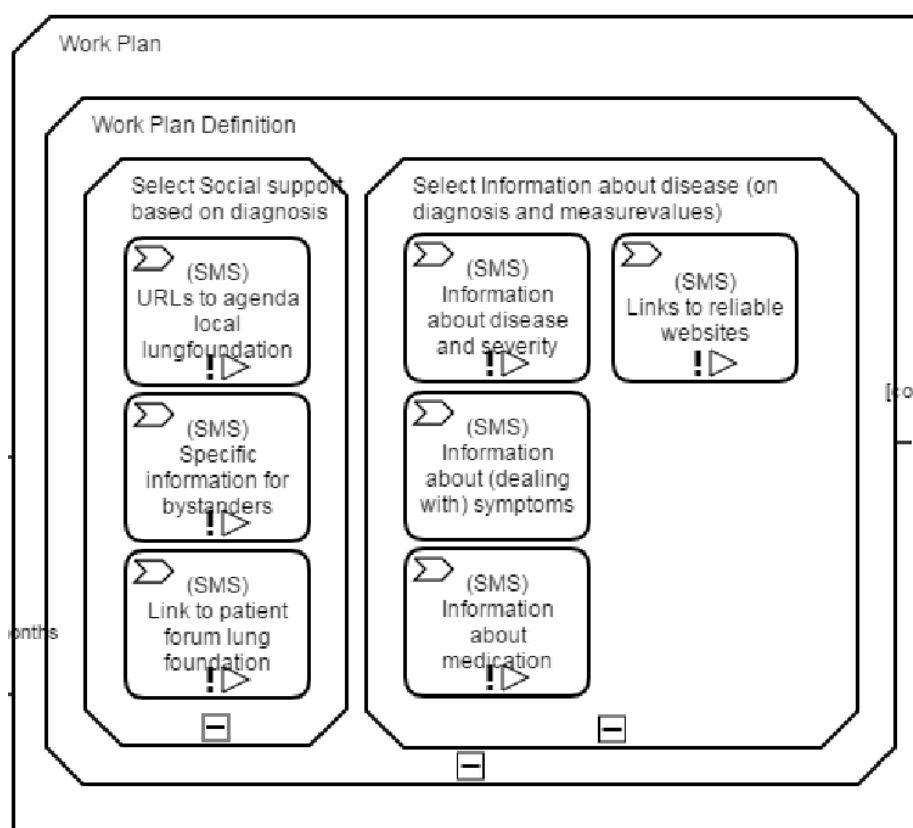 Work Plan
Work Plan Definition
Select Social support
based on diagnosis
(SMS)
URLs to agenda
local
lungfoundation
(SMS)
Specific
information for
bystanders
(SMS)
Link to patient
forum lung
foundation
Select Information about disease (on
diagnosis and measurevalues)
(SMS)
Information
about disease
and severity
(SMS)
Links to reliable
websites
(SMS)
Information
about (dealing
with) symptoms
(SMS)
Information
about
medication
[co
onths